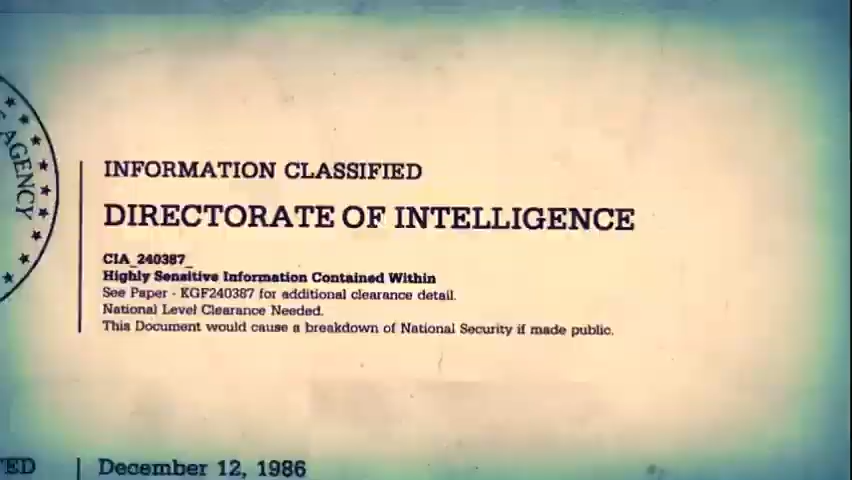 AGENCY
INFORMATION CLASSIFIED
DIRECTORATE OF INTELLIGENCE
CIA_240387_
Highly Sensitive Information Contained Within
See Paper - KGF240387 for additional clearance detail.
National Level Clearance Needed.
This Document would cause a breakdown of National Security if made public.
December 12, 1986